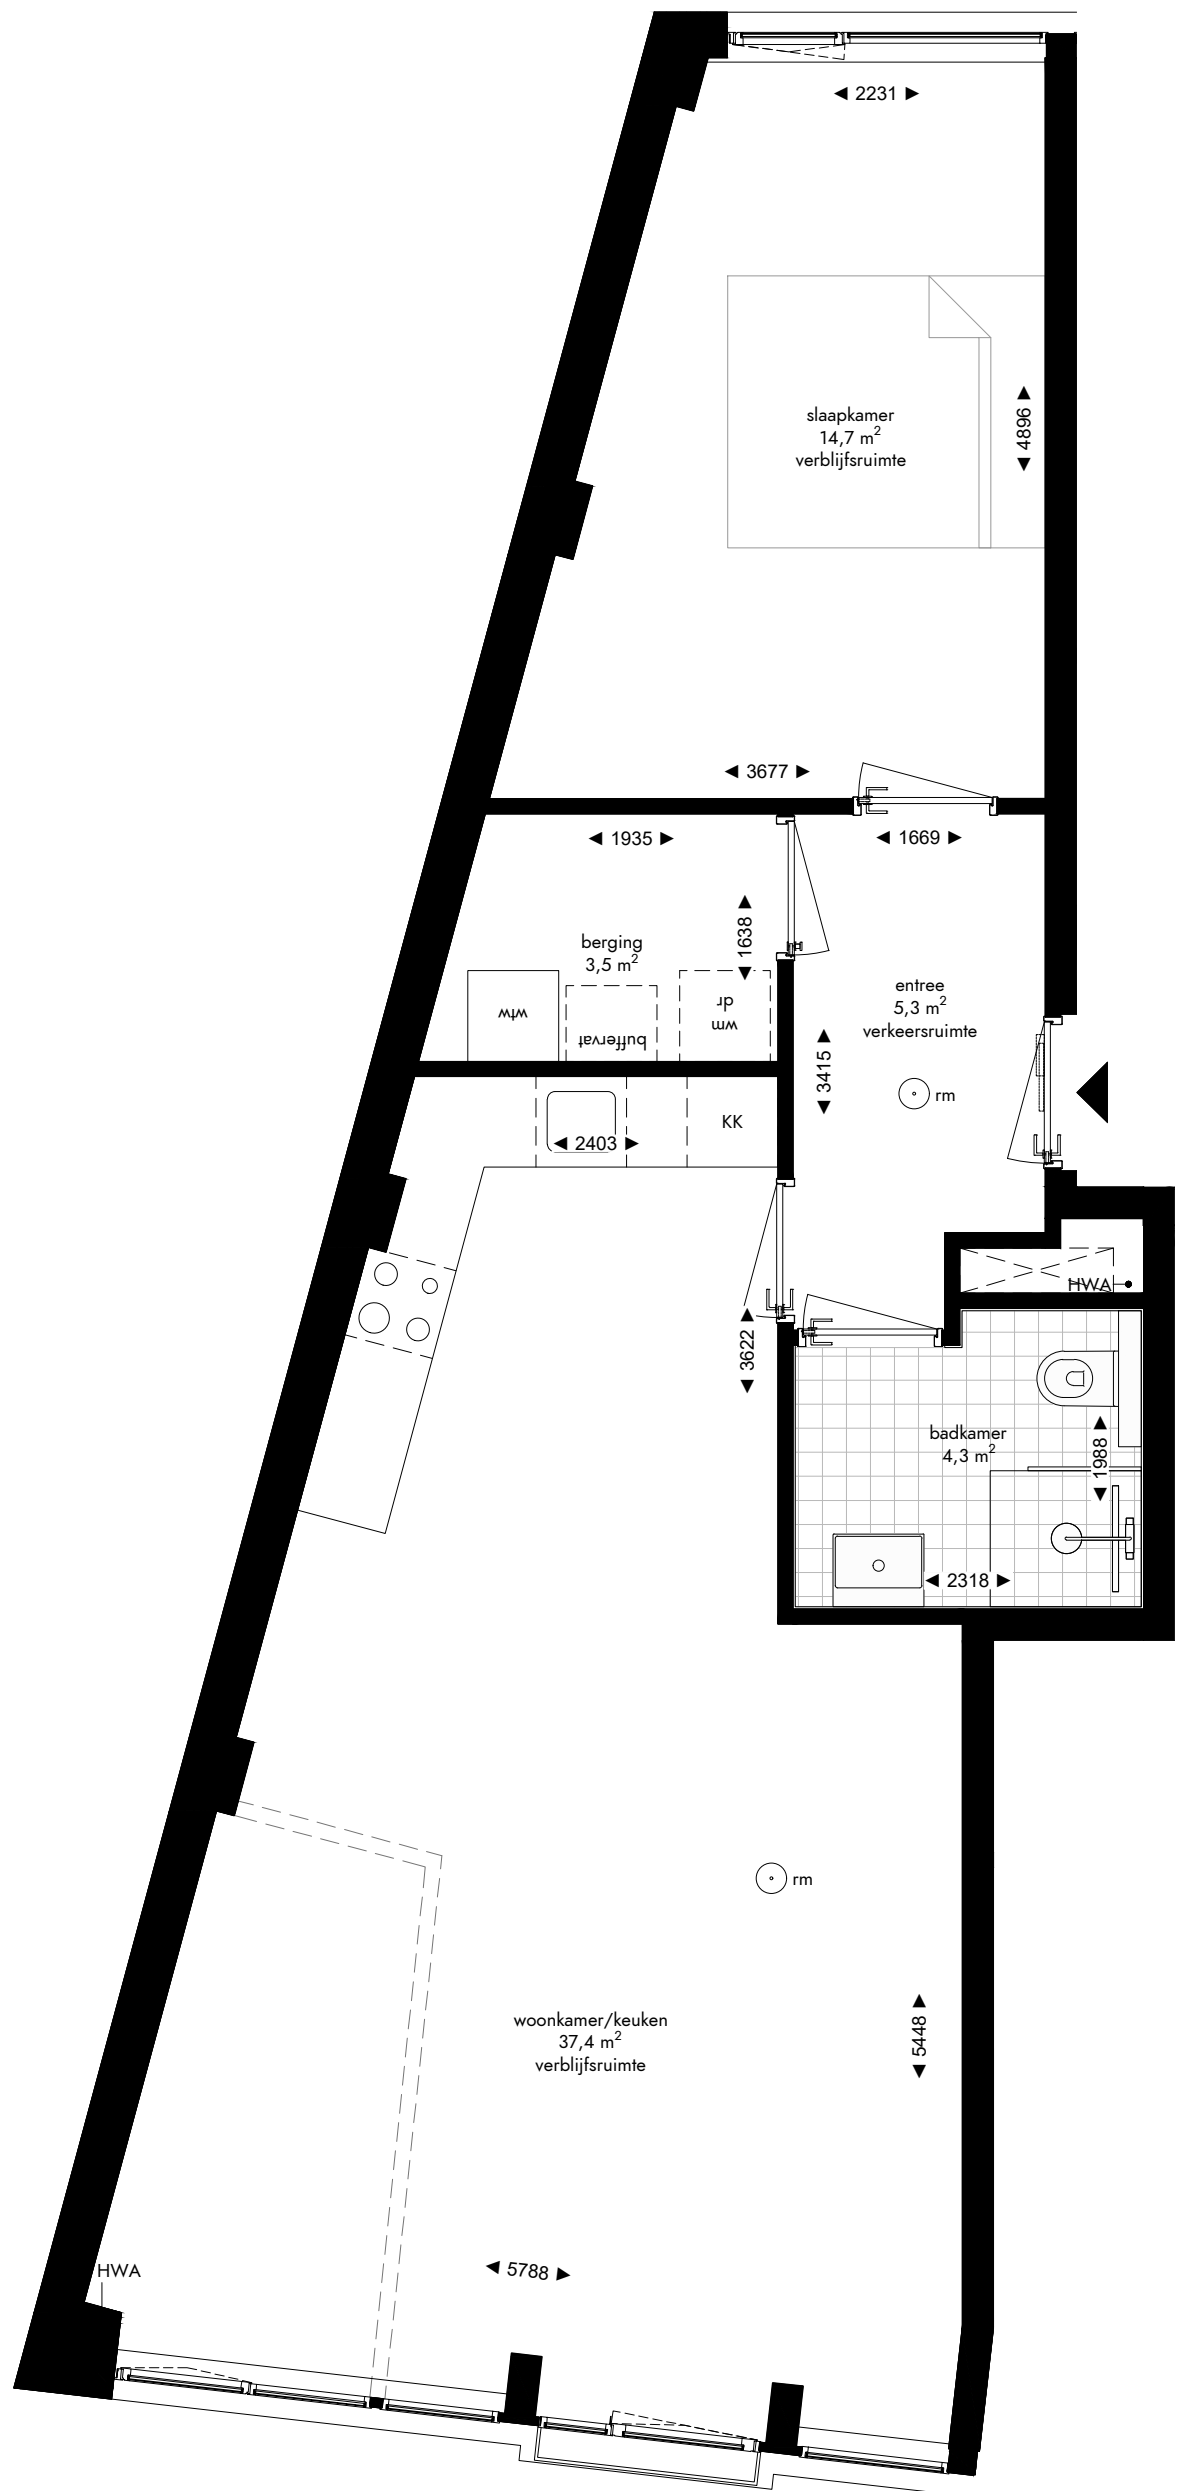 ◄ 2231 ►
slaapkamer
14,7 m²
verblijfsruimte
◄ 4896 ►
◄ 3677 ►
◄ 1935 ►
◄ 1669 ►
◄ 1638 ►
berging
3,5 m²
wtw
buffervat
wm
dr
entree
5,3 m²
verkeersruimte
◄ 3415 ►
rm
◄ 2403 ►
KK
HWA
◄ 3622 ►
badkamer
4,3 m²
◄ 1988 ►
◄ 2318 ►
rm
woonkamer/keuken
37,4 m²
verblijfsruimte
◄ 5448 ►
HWA
◄ 5788 ►